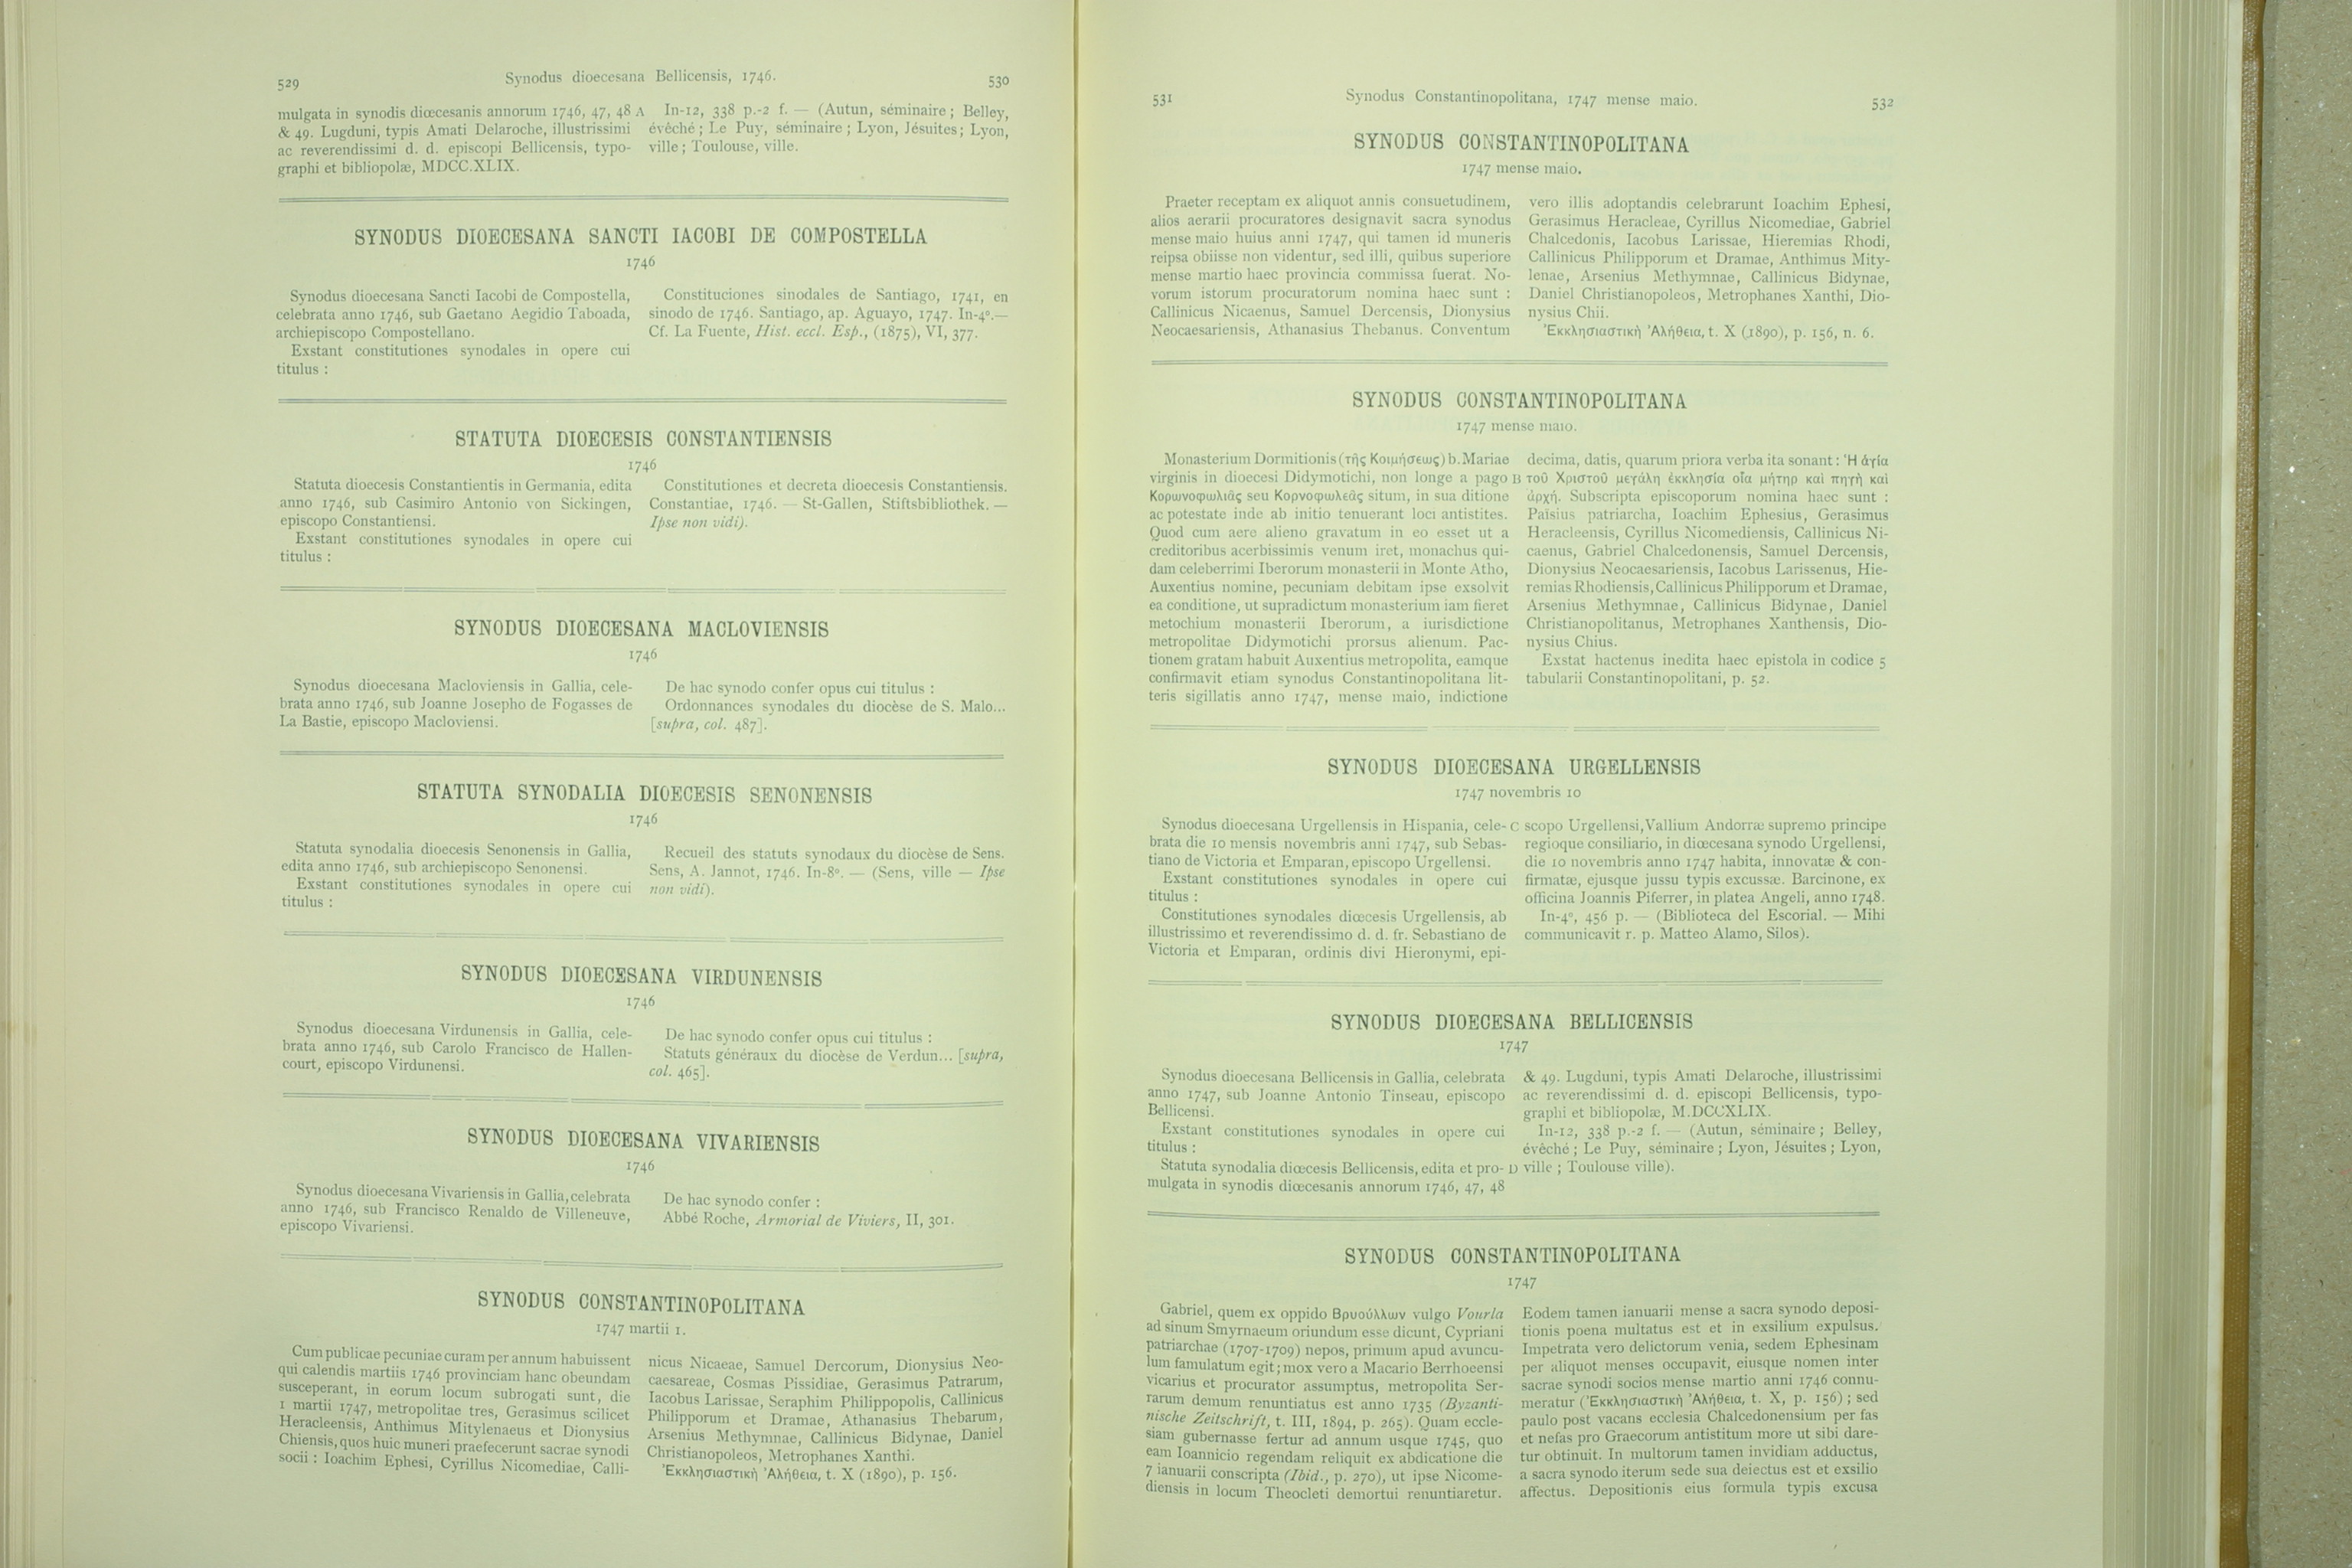 529
Synodus dioecesana Bellicensis, 1746.
530
mulgata in synodis diœcesanis annorum 1746, 47, 48
& 49. Lugduni, typis Amati Delaroche, illustrissimi
ac reverendissimi d. d. episcopi Bellicensis, typo-
graphi et bibliopolæ, MDCC.XLIX.
A
In-12, 338 p.-2 f. — (Autun, séminaire ; Belley,
évêché ; Le Puy, séminaire ; Lyon, Jésuites; Lyon,
ville ; Toulouse, ville.
SYNODUS DIOECESANA SANCTI IACOBI DE COMPOSTELLA
1746
Synodus dioecesana Sancti Iacobi de Compostella,
celebrata anno 1746, sub Gaetano Aegidio Taboada,
archiepiscopo Compostellano.
Exstant constitutiones synodales in opere cui
titulus :
Constituciones sinodales de Santiago, 1741, en
sinodo de 1746. Santiago, ap. Aguayo, 1747. In-4º.—
Cf. La Fuente, Hist. eccl. Esp., (1875), VI, 377.
STATUTA DIOECESIS CONSTANTIENSIS
1746
Statuta dioecesis Constantientis in Germania, edita
anno 1746, sub Casimiro Antonio von Sickingen,
episcopo Constantiensi.
Exstant constitutiones synodales in opere cui
titulus :
Constitutiones et decreta dioecesis Constantiensis.
Constantiae, 1746. — St-Gallen, Stiftsbibliothek. —
Ipse non vidi).
SYNODUS DIOECESANA MACLOVIENSIS
1746
Synodus dioecesana Macloviensis in Gallia, cele-
brata anno 1746, sub Joanne Josepho de Fogasses de
La Bastie, episcopo Macloviensi.
De hac synodo confer opus cui titulus :
Ordonnances synodales du diocèse de S. Malo...
[supra, col. 487].
STATUTA SYNODALIA DIOECESIS SENONENSIS
1746
Statuta synodalia dioecesis Senonensis in Gallia,
edita anno 1746, sub archiepiscopo Senonensi.
Exstant constitutiones synodales in opere cui
titulus :
Recueil des statuts synodaux du diocèse de Sens.
Sens, A. Jannot, 1746. In-8º. — (Sens, ville — Ipse
non vidi).
SYNODUS DIOECESANA VIRDUNENSIS
1746
Synodus dioecesana Virdunensis in Gallia, cele-
brata anno 1746, sub Carolo Francisco de Hallen-
court, episcopo Virdunensi.
De hac synodo confer opus cui titulus :
Statuts généraux du diocèse de Verdun... [supra,
col. 465].
SYNODUS DIOECESANA VIVARIENSIS
1746
Synodus dioecesana Vivariensis in Gallia, celebrata
anno 1746, sub Francisco Renaldo de Villeneuve,
episcopo Vivariensi.
De hac synodo confer :
Abbé Roche, Armorial de Viviers, II, 301.
SYNODUS CONSTANTINOPOLITANA
1747 martii 1.
Cum publicae pecuniae curam per annum habuissent
qui calendis martiis 1746 provinciam hanc obeundam
susceperant, in eorum locum subrogati sunt, die
1 martii 1747, metropolitae tres, Gerasimus scilicet
Heracleensis, Anthimus Mitylenaeus et Dionysius
Chiensis, quos huic muneri praefecerunt sacrae synodi
socii : Ioachim Ephesi, Cyrillus Nicomediae, Calli-
nicus Nicaeae, Samuel Dercorum, Dionysius Neo-
caesareae, Cosmas Pissidiae, Gerasimus Patrarum,
Iacobus Larissae, Seraphim Philippopolis, Callinicus
Philipporum et Dramae, Athanasius Thebarum,
Arsenius Methymnae, Callinicus Bidynae, Daniel
Christianopoleos, Metrophanes Xanthi.
Ἐκκλησιαστικὴ Ἀλήθεια, t. X (1890), p. 156.
531
Synodus Constantinopolitana, 1747 mense maio.
532
SYNODUS CONSTANTINOPOLITANA
1747 mense maio.
Praeter receptam ex aliquot annis consuetudinem,
alios aerarii procuratores designavit sacra synodus
mense maio huius anni 1747, qui tamen id muneris
reipsa obiisse non videntur, sed illi, quibus superiore
mense martio haec provincia commissa fuerat. No-
vorum istorum procuratorum nomina haec sunt :
Callinicus Nicaenus, Samuel Dercensis, Dionysius
Neocaesariensis, Athanasius Thebanus. Conventum
vero illis adoptandis celebrarunt Ioachim Ephesi,
Gerasimus Heracleae, Cyrillus Nicomediae, Gabriel
Chalcedonis, Iacobus Larissae, Hieremias Rhodi,
Callinicus Philipporum et Dramae, Anthimus Mity-
lenae, Arsenius Methymnae, Callinicus Bidynae,
Daniel Christianopoleos, Metrophanes Xanthi, Dio-
nysius Chii.
Ἐκκλησιαστικὴ Ἀλήθεια, t. X (1890), p. 156, n. 6.
SYNODUS CONSTANTINOPOLITANA
1747 mense maio.
Monasterium Dormitionis (τῆς Κοιμήσεως) b. Mariae
virginis in dioecesi Didymotichi, non longe a pago
Κορωνοφωλιᾶς seu Κορνοφωλεᾶς situm, in sua ditione
ac potestate inde ab initio tenuerant loci antistites.
Quod cum aere alieno gravatum in eo esset ut a
creditoribus acerbissimis venum iret, monachus qui-
dam celeberrimi Iberorum monasterii in Monte Atho,
Auxentius nomine, pecuniam debitam ipse exsolvit
ea conditione, ut supradictum monasterium iam fieret
metochium monasterii Iberorum, a iurisdictione
metropolitae Didymotichi prorsus alienum. Pac-
tionem gratam habuit Auxentius metropolita, eamque
confirmavit etiam synodus Constantinopolitana lit-
teris sigillatis anno 1747, mense maio, indictione
B
decima, datis, quarum priora verba ita sonant : Ἡ ἁγία
τοῦ Χριστοῦ μεγάλη ἐκκλησία οἷα μήτηρ καὶ πηγὴ καὶ
ἀρχή. Subscripta episcoporum nomina haec sunt :
Païsius patriarcha, Ioachim Ephesius, Gerasimus
Heracleensis, Cyrillus Nicomediensis, Callinicus Ni-
caenus, Gabriel Chalcedonensis, Samuel Dercensis,
Dionysius Neocaesariensis, Iacobus Larissenus, Hie-
remias Rhodiensis, Callinicus Philipporum et Dramae,
Arsenius Methymnae, Callinicus Bidynae, Daniel
Christianopolitanus, Metrophanes Xanthensis, Dio-
nysius Chius.
Exstat hactenus inedita haec epistola in codice 5
tabularii Constantinopolitani, p. 52.
SYNODUS DIOECESANA URGELLENSIS
1747 novembris 10
Synodus dioecesana Urgellensis in Hispania, cele-
brata die 10 mensis novembris anni 1747, sub Sebas-
tiano de Victoria et Emparan, episcopo Urgellensi.
Exstant constitutiones synodales in opere cui
titulus :
Constitutiones synodales diœcesis Urgellensis, ab
illustrissimo et reverendissimo d. d. fr. Sebastiano de
Victoria et Emparan, ordinis divi Hieronymi, epi-
C
scopo Urgellensi, Vallium Andorræ supremo principe
regioque consiliario, in diœcesana synodo Urgellensi,
die 10 novembris anno 1747 habita, innovatæ & con-
firmatæ, ejusque jussu typis excussæ. Barcinone, ex
officina Joannis Piferrer, in platea Angeli, anno 1748.
In-4º, 456 p. — (Biblioteca del Escorial. — Mihi
communicavit r. p. Matteo Alamo, Silos).
SYNODUS DIOECESANA BELLICENSIS
1747
Synodus dioecesana Bellicensis in Gallia, celebrata
anno 1747, sub Joanne Antonio Tinseau, episcopo
Bellicensi.
Exstant constitutiones synodales in opere cui
titulus :
Statuta synodalia diœcesis Bellicensis, edita et pro-
mulgata in synodis diœcesanis annorum 1746, 47, 48
D
& 49. Lugduni, typis Amati Delaroche, illustrissimi
ac reverendissimi d. d. episcopi Bellicensis, typo-
graphi et bibliopolæ, M.DCCXLIX.
In-12, 338 p.-2 f. — (Autun, séminaire ; Belley,
évêché ; Le Puy, séminaire ; Lyon, Jésuites ; Lyon,
ville ; Toulouse ville).
SYNODUS CONSTANTINOPOLITANA
1747
Gabriel, quem ex oppido Βρυούλλων vulgo Vourla
ad sinum Smyrnaeum oriundum esse dicunt, Cypriani
patriarchae (1707-1709) nepos, primum apud avuncu-
lum famulatum egit ; mox vero a Macario Berrhoeensi
vicarius et procurator assumptus, metropolita Ser-
rarum demum renuntiatus est anno 1735 (Byzanti-
nische Zeitschrift, t. III, 1894, p. 265). Quam eccle-
siam gubernasse fertur ad annum usque 1745, quo
eam Ioannicio regendam reliquit ex abdicatione die
7 ianuarii conscripta (Ibid., p. 270), ut ipse Nicome-
diensis in locum Theocleti demortui renuntiaretur.
Eodem tamen ianuarii mense a sacra synodo deposi-
tionis poena multatus est et in exsilium expulsus.
Impetrata vero delictorum venia, sedem Ephesinam
per aliquot menses occupavit, eiusque nomen inter
sacrae synodi socios mense martio anni 1746 connu-
meratur (Ἐκκλησιαστικὴ Ἀλήθεια, t. X, p. 156) ; sed
paulo post vacans ecclesia Chalcedonensium per fas
et nefas pro Graecorum antistitum more ut sibi dare-
tur obtinuit. In multorum tamen invidiam adductus,
a sacra synodo iterum sede sua deiectus est et exsilio
affectus. Depositionis eius formula typis excusa